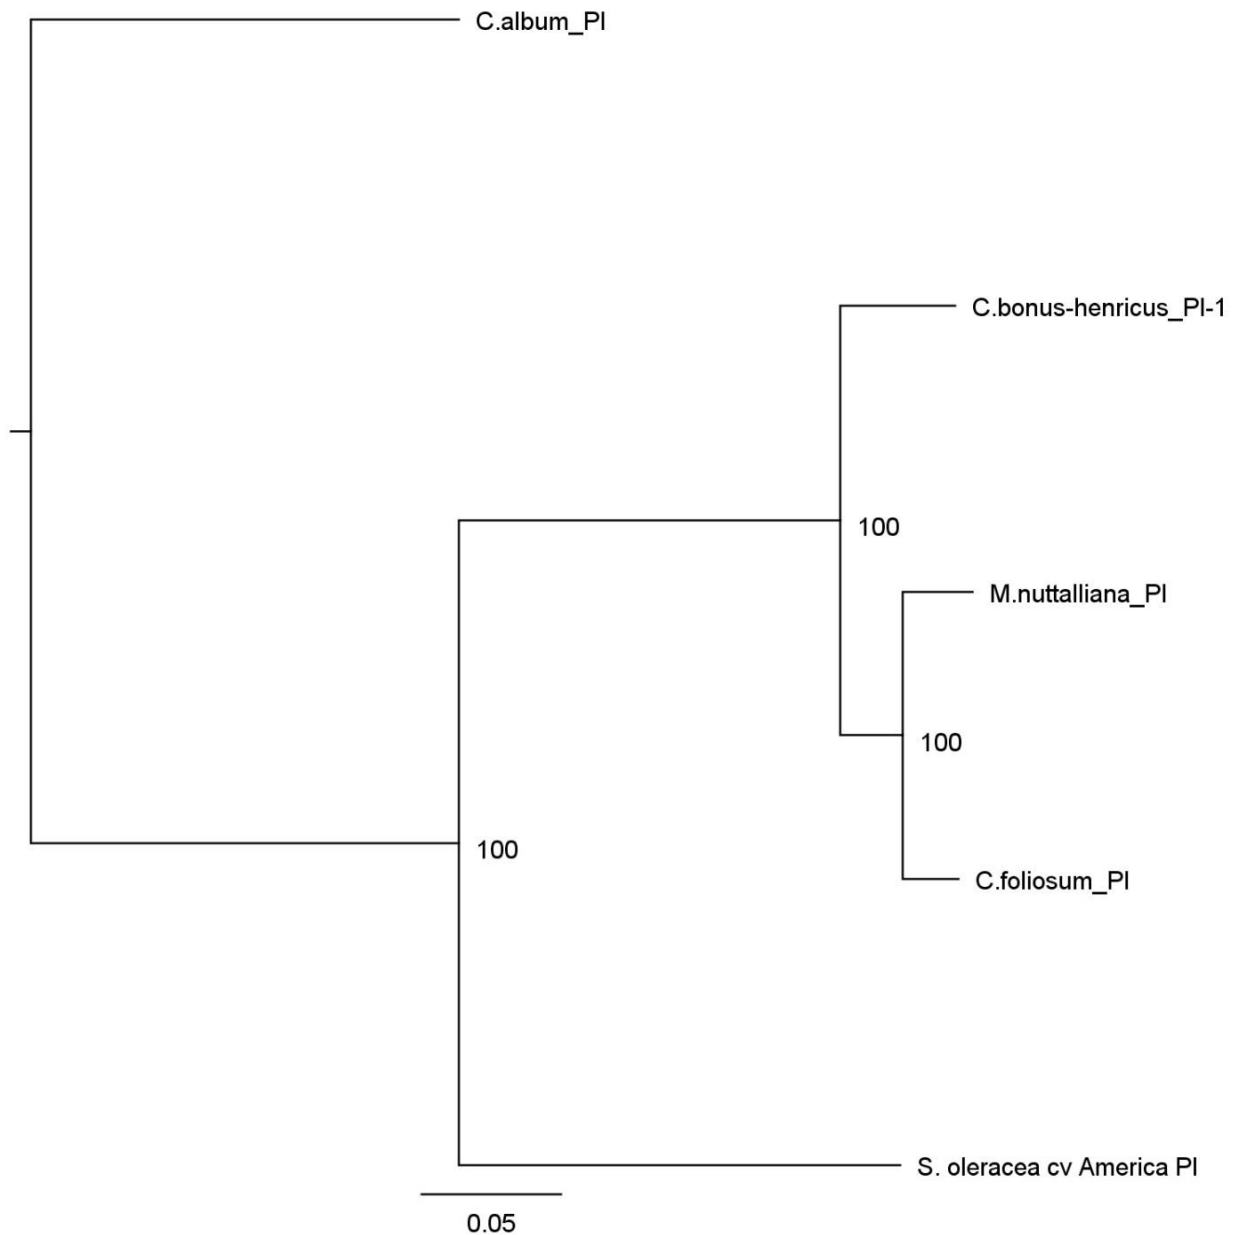 C.album_PI
C.bonus-henricus_PI-1
100
M.nuttalliana_PI
100
100
C.foliosum_PI
S. oleracea cv America PI
0.05